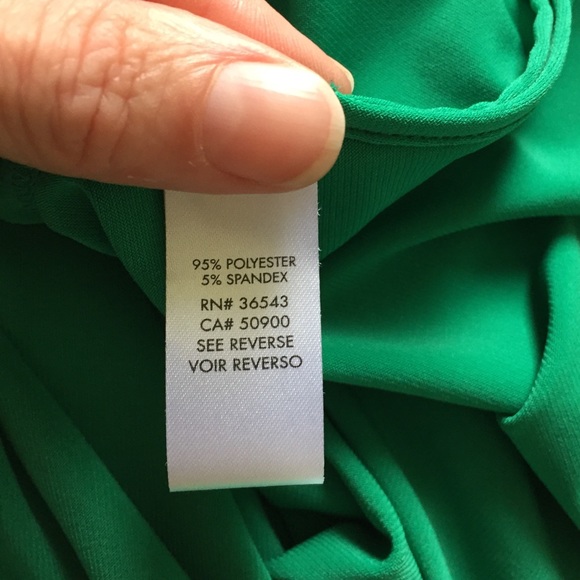 95% POLYESTER
5% SPANDEX
RN# 36543
CA# 50900
SEE REVERSE
VOIR REVERSO